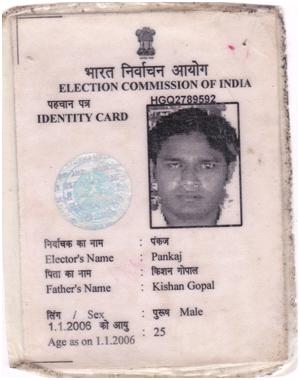 भारत निर्वाचन आयोग
ELECTION COMMISSION OF INDIA
पहचान पत्र HGO2789592
IDENTITY CARD
निर्वाचक का नाम : पंकज
Elector's Name : Pankaj
पिता का नाम : किशन गोपाल
Father's Name : Kishan Gopal
लिंग / Sex : पुरूष Male
1.1.2006 को आयु : 25
Age as on 1.1.2006